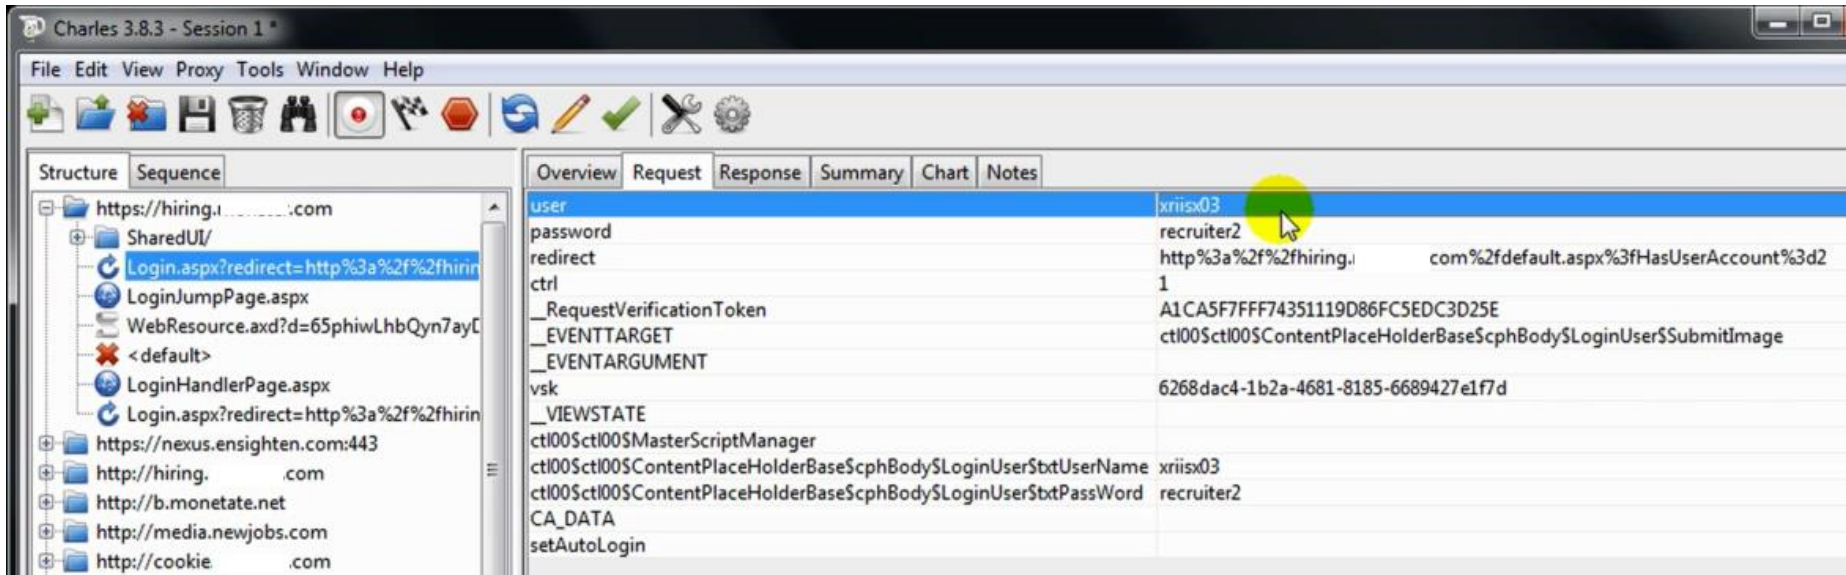 Charles 3.8.3 - Session 1 *
File Edit View Proxy Tools Window Help
Structure Sequence
https://hiring. .com
SharedUI/
Login.aspx?redirect=http%3a%2f%2fhirin
LoginJumpPage.aspx
WebResource.axd?d=65phiwLhbQyn7ayD
<default>
LoginHandlerPage.aspx
Login.aspx?redirect=http%3a%2f%2fhirin
https://nexus.ensighten.com:443
http://hiring. .com
http://b.monetate.net
http://media.newjobs.com
http://cookie. .com
Overview Request Response Summary Chart Notes
user xriisx03
password recruiter2
redirect http%3a%2f%2fhiring. com%2fdefault.aspx%3fHasUserAccount%3d2
ctrl 1
__RequestVerificationToken A1CA5F7FFF74351119D86FC5EDC3D25E
__EVENTTARGET ctl00$ctl00$ContentPlaceHolderBase$cphBody$LoginUser$SubmitImage
__EVENTARGUMENT
vsk 6268dac4-1b2a-4681-8185-6689427e1f7d
__VIEWSTATE
ctl00$ctl00$MasterScriptManager
ctl00$ctl00$ContentPlaceHolderBase$cphBody$LoginUser$txtUserName xriisx03
ctl00$ctl00$ContentPlaceHolderBase$cphBody$LoginUser$txtPassWord recruiter2
CA_DATA
setAutoLogin